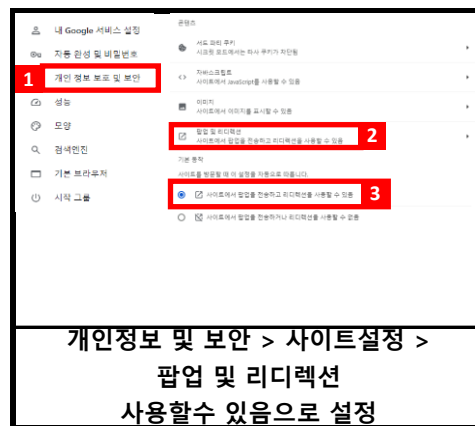 내 Google 서비스 설정
자동 완성 및 비밀번호
1
개인 정보 보호 및 보안
성능
모양
검색엔진
기본 브라우저
시작 그룹
콘텐츠
서드 파티 쿠키
시크릿 모드에서는 타사 쿠키가 차단됨
자바스크립트
사이트에서 JavaScript를 사용할 수 있음
이미지
사이트에서 이미지를 표시할 수 있음
팝업 및 리디렉션
사이트에서 팝업을 전송하고 리디렉션을 사용할 수 있음
2
기본 동작
사이트를 방문할 때 이 설정을 자동으로 따릅니다.
사이트에서 팝업을 전송하고 리디렉션을 사용할 수 있음
3
사이트에서 팝업을 전송하거나 리디렉션을 사용할 수 없음
개인정보 및 보안 > 사이트설정 >
팝업 및 리디렉션
사용할수 있음으로 설정